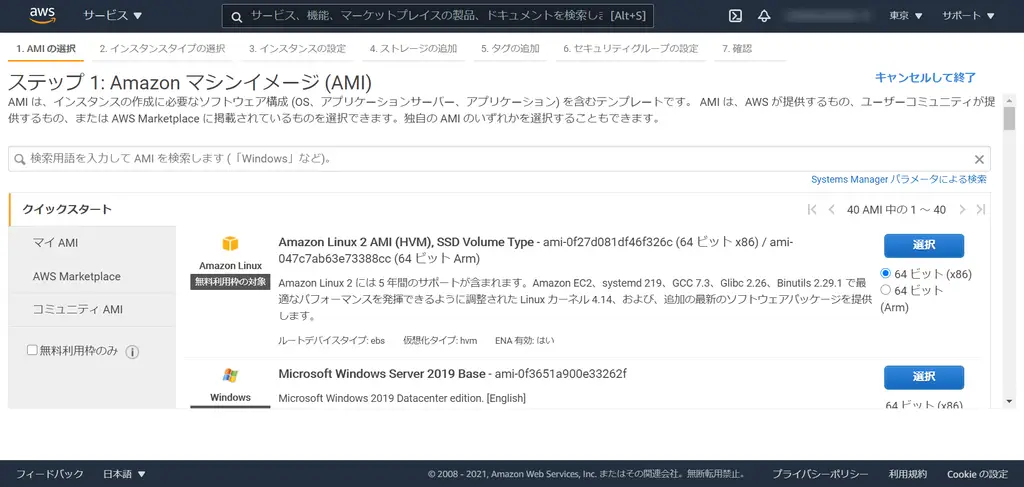 aws サービス ▼ サービス、機能、マーケットプレイスの製品、ドキュメントを検索しま [Alt+S] 東京 ▼ サポート ▼
1. AMI の選択 2. インスタンスタイプの選択 3. インスタンスの設定 4. ストレージの追加 5. タグの追加 6. セキュリティグループの設定 7. 確認
ステップ 1: Amazon マシンイメージ (AMI) キャンセルして終了
AMI は、インスタンスの作成に必要なソフトウェア構成 (OS、アプリケーションサーバー、アプリケーション) を含むテンプレートです。 AMI は、AWS が提供するもの、ユーザーコミュニティが提
供するもの、または AWS Marketplace に掲載されているものを選択できます。独自の AMI のいずれかを選択することもできます。
検索用語を入力して AMI を検索します (「Windows」など)。
Systems Manager パラメータによる検索
クイックスタート 40 AMI 中の 1 ～ 40
マイ AMI
AWS Marketplace
コミュニティ AMI
無料利用枠のみ
Amazon Linux
無料利用枠の対象
Amazon Linux 2 AMI (HVM), SSD Volume Type - ami-0f27d081df46f326c (64 ビット x86) / ami-
047c7ab63e73388cc (64 ビット Arm)
Amazon Linux 2 には 5 年間のサポートが含まれます。Amazon EC2、systemd 219、GCC 7.3、Glibc 2.26、Binutils 2.29.1 で最
適なパフォーマンスを発揮できるように調整された Linux カーネル 4.14、および、追加の最新のソフトウェアパッケージを提供
します。
ルートデバイスタイプ: ebs 仮想化タイプ: hvm ENA 有効: はい
選択
64 ビット (x86)
64 ビット
(Arm)
Windows
Microsoft Windows Server 2019 Base - ami-0f3651a900e33262f
Microsoft Windows 2019 Datacenter edition. [English]
選択
64 ビット (x86)
フィードバック 日本語 ▼ © 2008 - 2021, Amazon Web Services, Inc. またはその関連会社。無断転用禁止。 プライバシーポリシー 利用規約 Cookie の設定